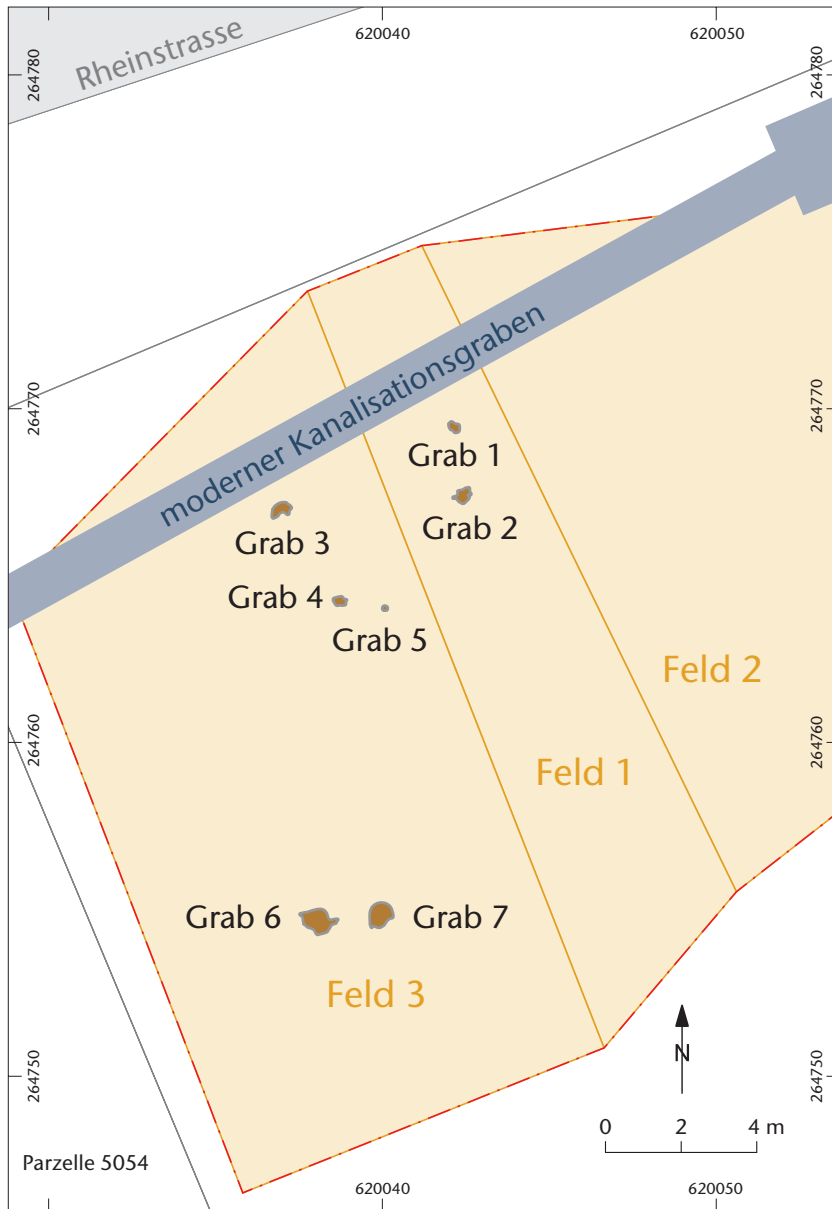 620040
620050
Rheinstrasse
264780
264780
moderner Kanalisationsgraben
264770
264770
Grab 1
Grab 2
Grab 3
Grab 4
Grab 5
Feld 2
264760
264760
Feld 1
Grab 6
Grab 7
Feld 3
264750
264750
N
0 2 4 m
Parzelle 5054
620040
620050